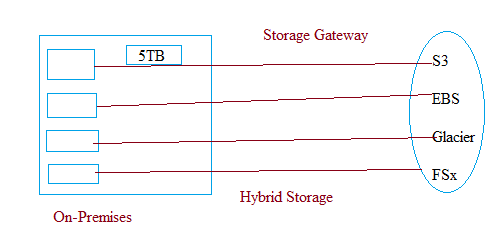 Storage Gateway
5TB
S3
EBS
Glacier
FSx
Hybrid Storage
On-Premises